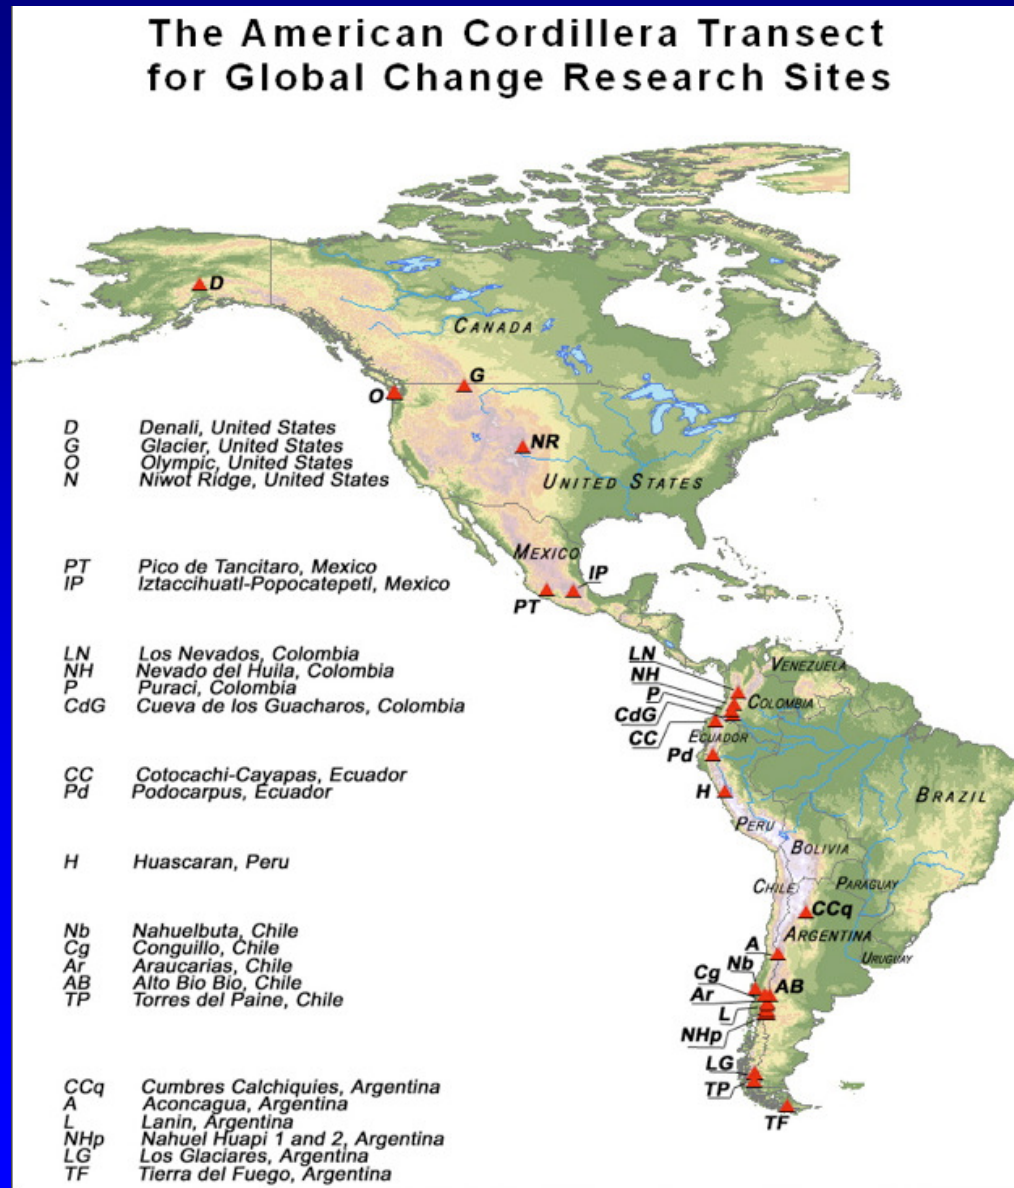 The American Cordillera Transect
for Global Change Research Sites
D
CANADA
G
O
NR
UNITED STATES
MEXICO
IP
PT
D Denali, United States
G Glacier, United States
O Olympic, United States
N Niwot Ridge, United States
PT Pico de Tancitaro, Mexico
IP Iztaccihuatl-Popocatepetl, Mexico
LN Los Nevados, Colombia
NH Nevado del Huila, Colombia
P Puraci, Colombia
CdG Cueva de los Guacharos, Colombia
CC Cotocachi-Cayapas, Ecuador
Pd Podocarpus, Ecuador
H Huascaran, Peru
Nb Nahuelbuta, Chile
Cg Conguillo, Chile
Ar Araucarias, Chile
AB Alto Bio Bio, Chile
TP Torres del Paine, Chile
CCq Cumbres Calchiquies, Argentina
A Aconcagua, Argentina
L Lanin, Argentina
NHp Nahuel Huapi 1 and 2, Argentina
LG Los Glaciares, Argentina
TF Tierra del Fuego, Argentina
LN
VENEZUELA
NH
P
COLOMBIA
CdG
CC
ECUADOR
Pd
H
BRAZIL
PERU
BOLIVIA
CHILE
PARAGUAY
CCq
ARGENTINA
A
URUGUAY
Nb
Cg
AB
Ar
L
NHp
LG
TP
TF